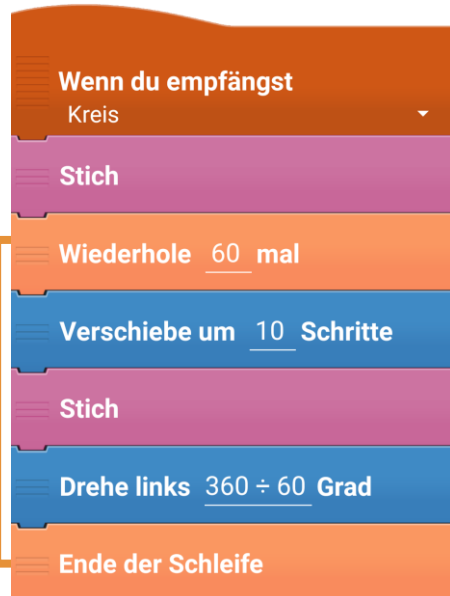 Wenn du empfängst
Kreis
Stich
Wiederhole 60 mal
Verschiebe um 10 Schritte
Stich
Drehe links 360 ÷ 60 Grad
Ende der Schleife